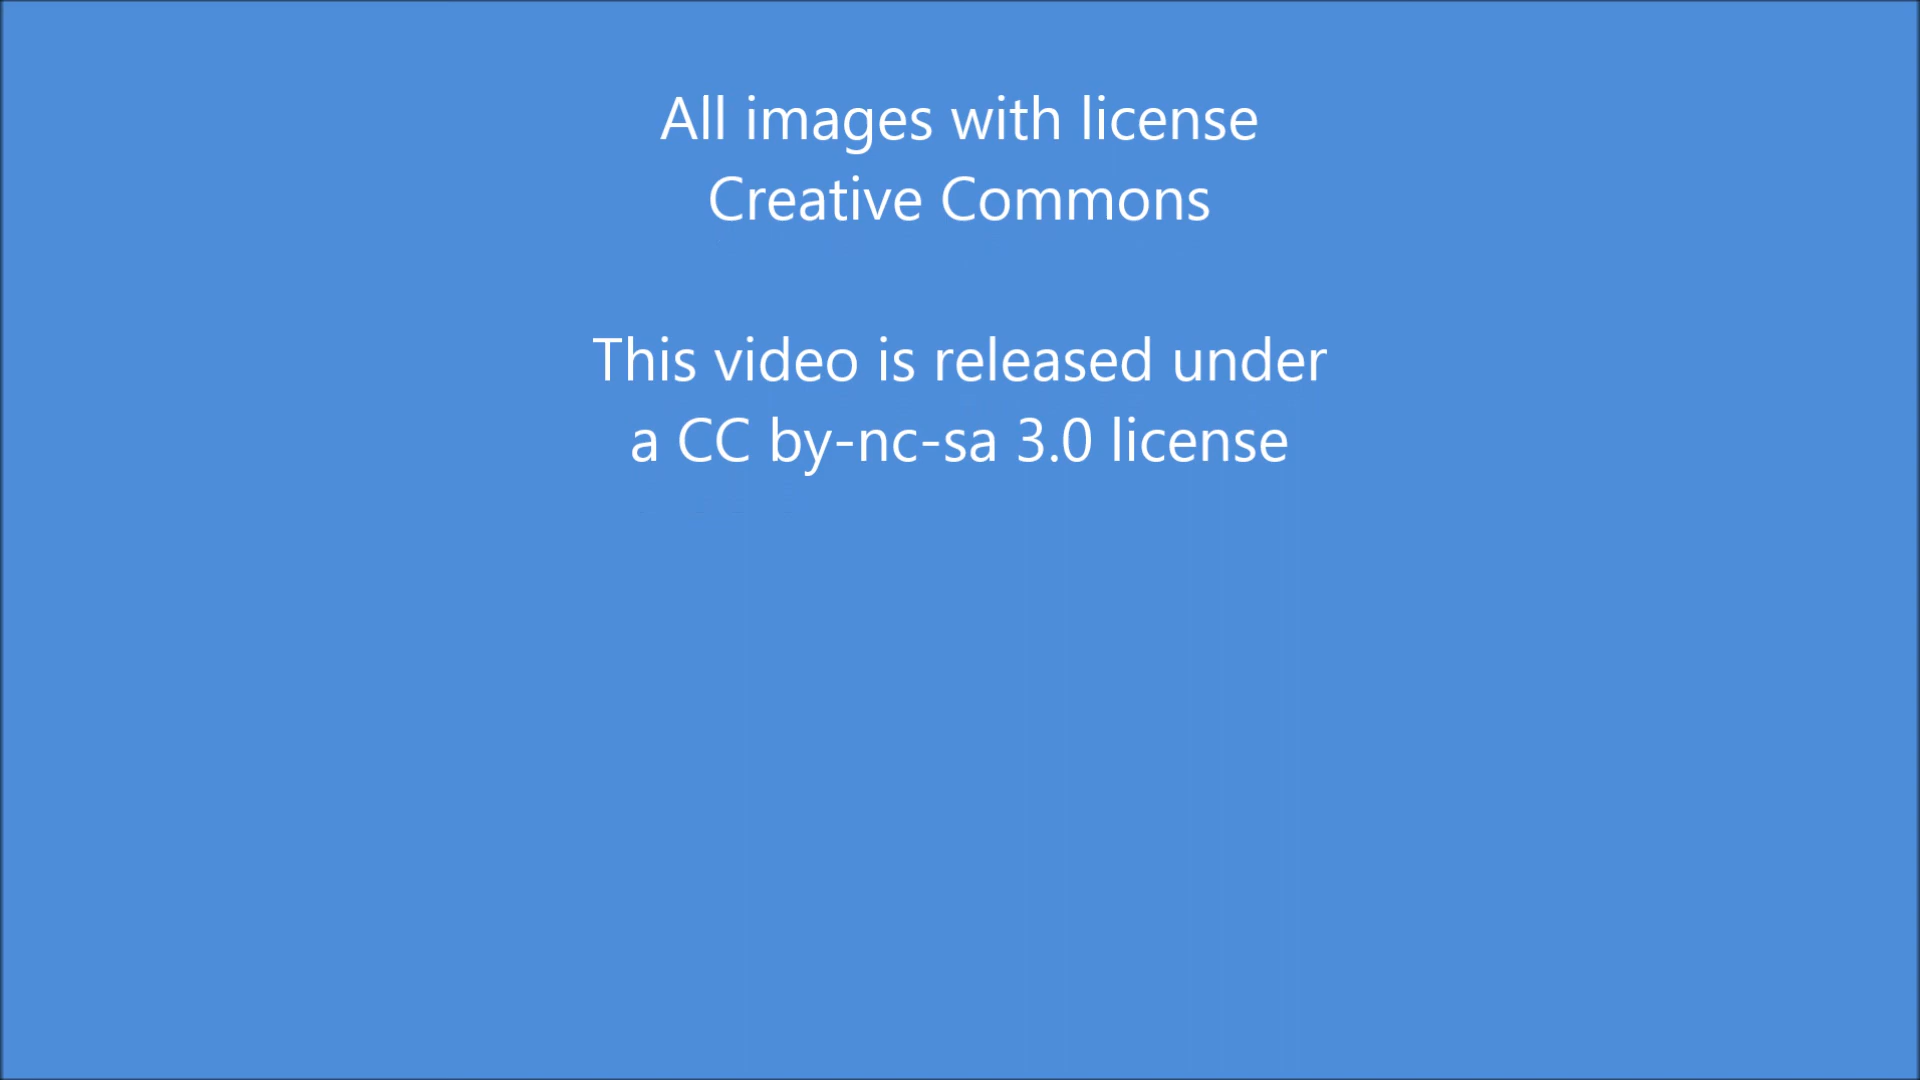 All images with license
Creative Commons
This video is released under
a CC by-nc-sa 3.0 license